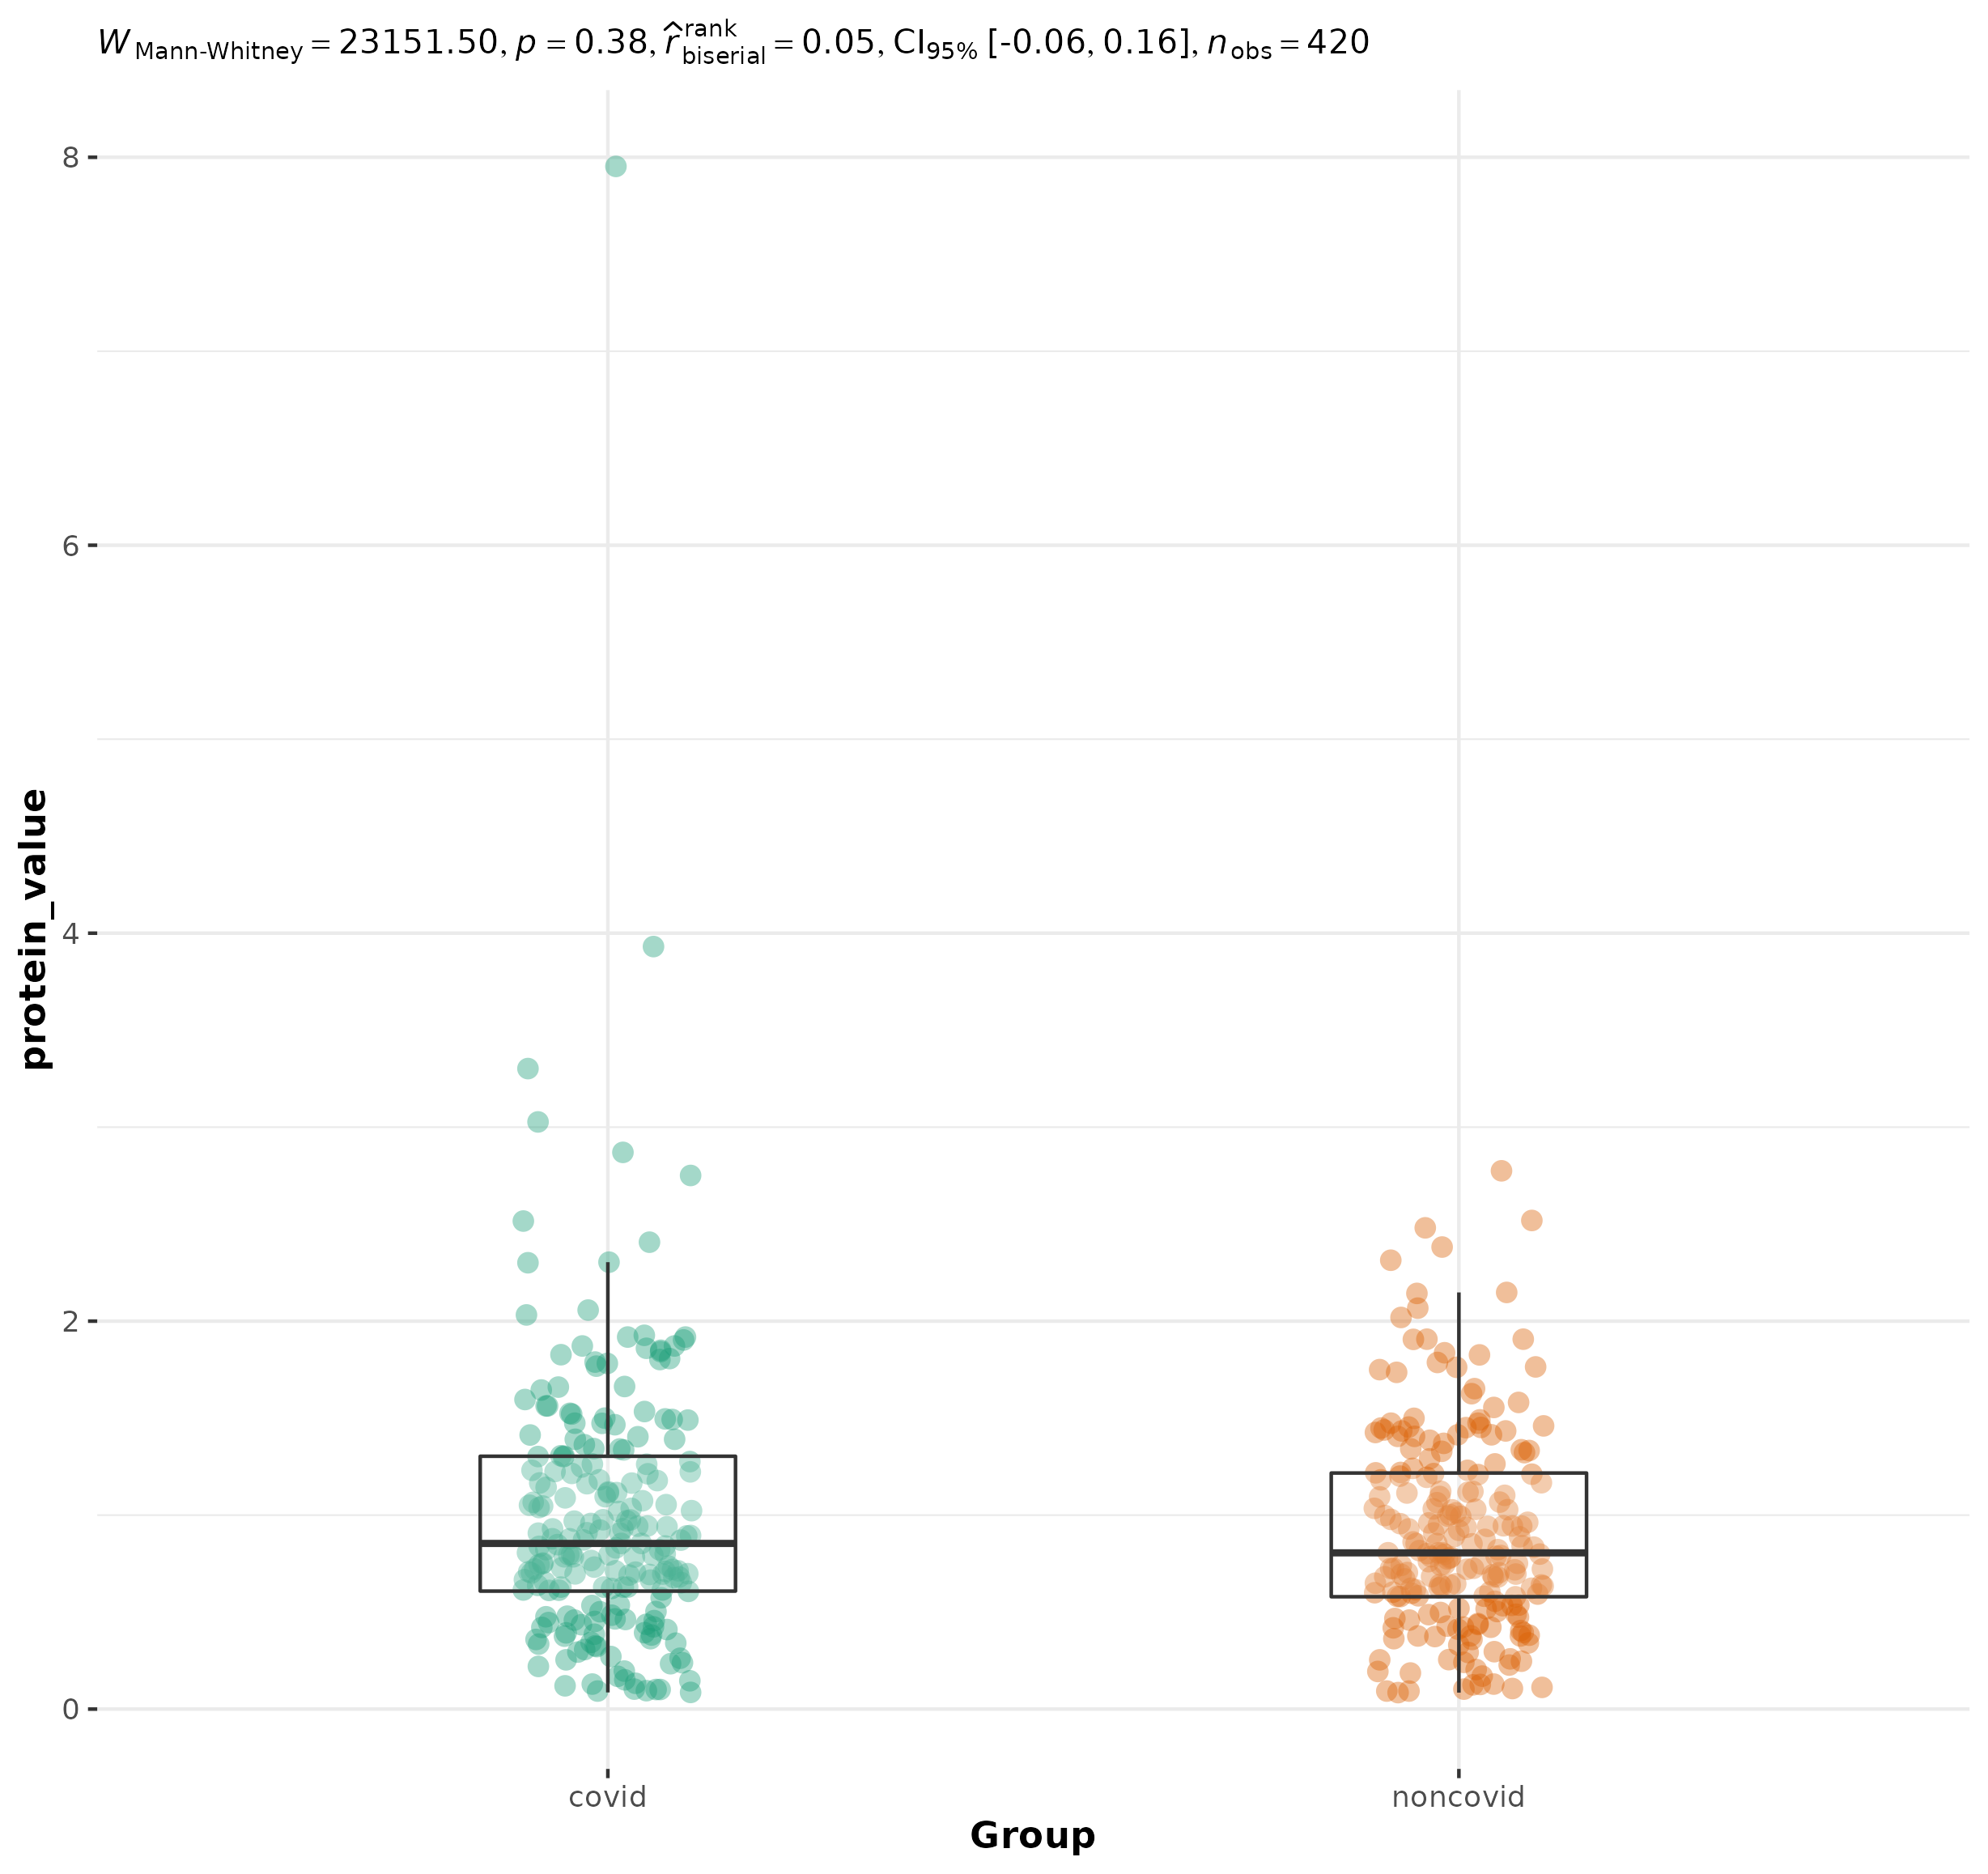 W Mann-Whitney = 23151.50, p = 0.38, r̂ rank biserial = 0.05, CI95% [-0.06, 0.16], n obs = 420
8
6
4
2
0
protein_value
covid noncovid
Group